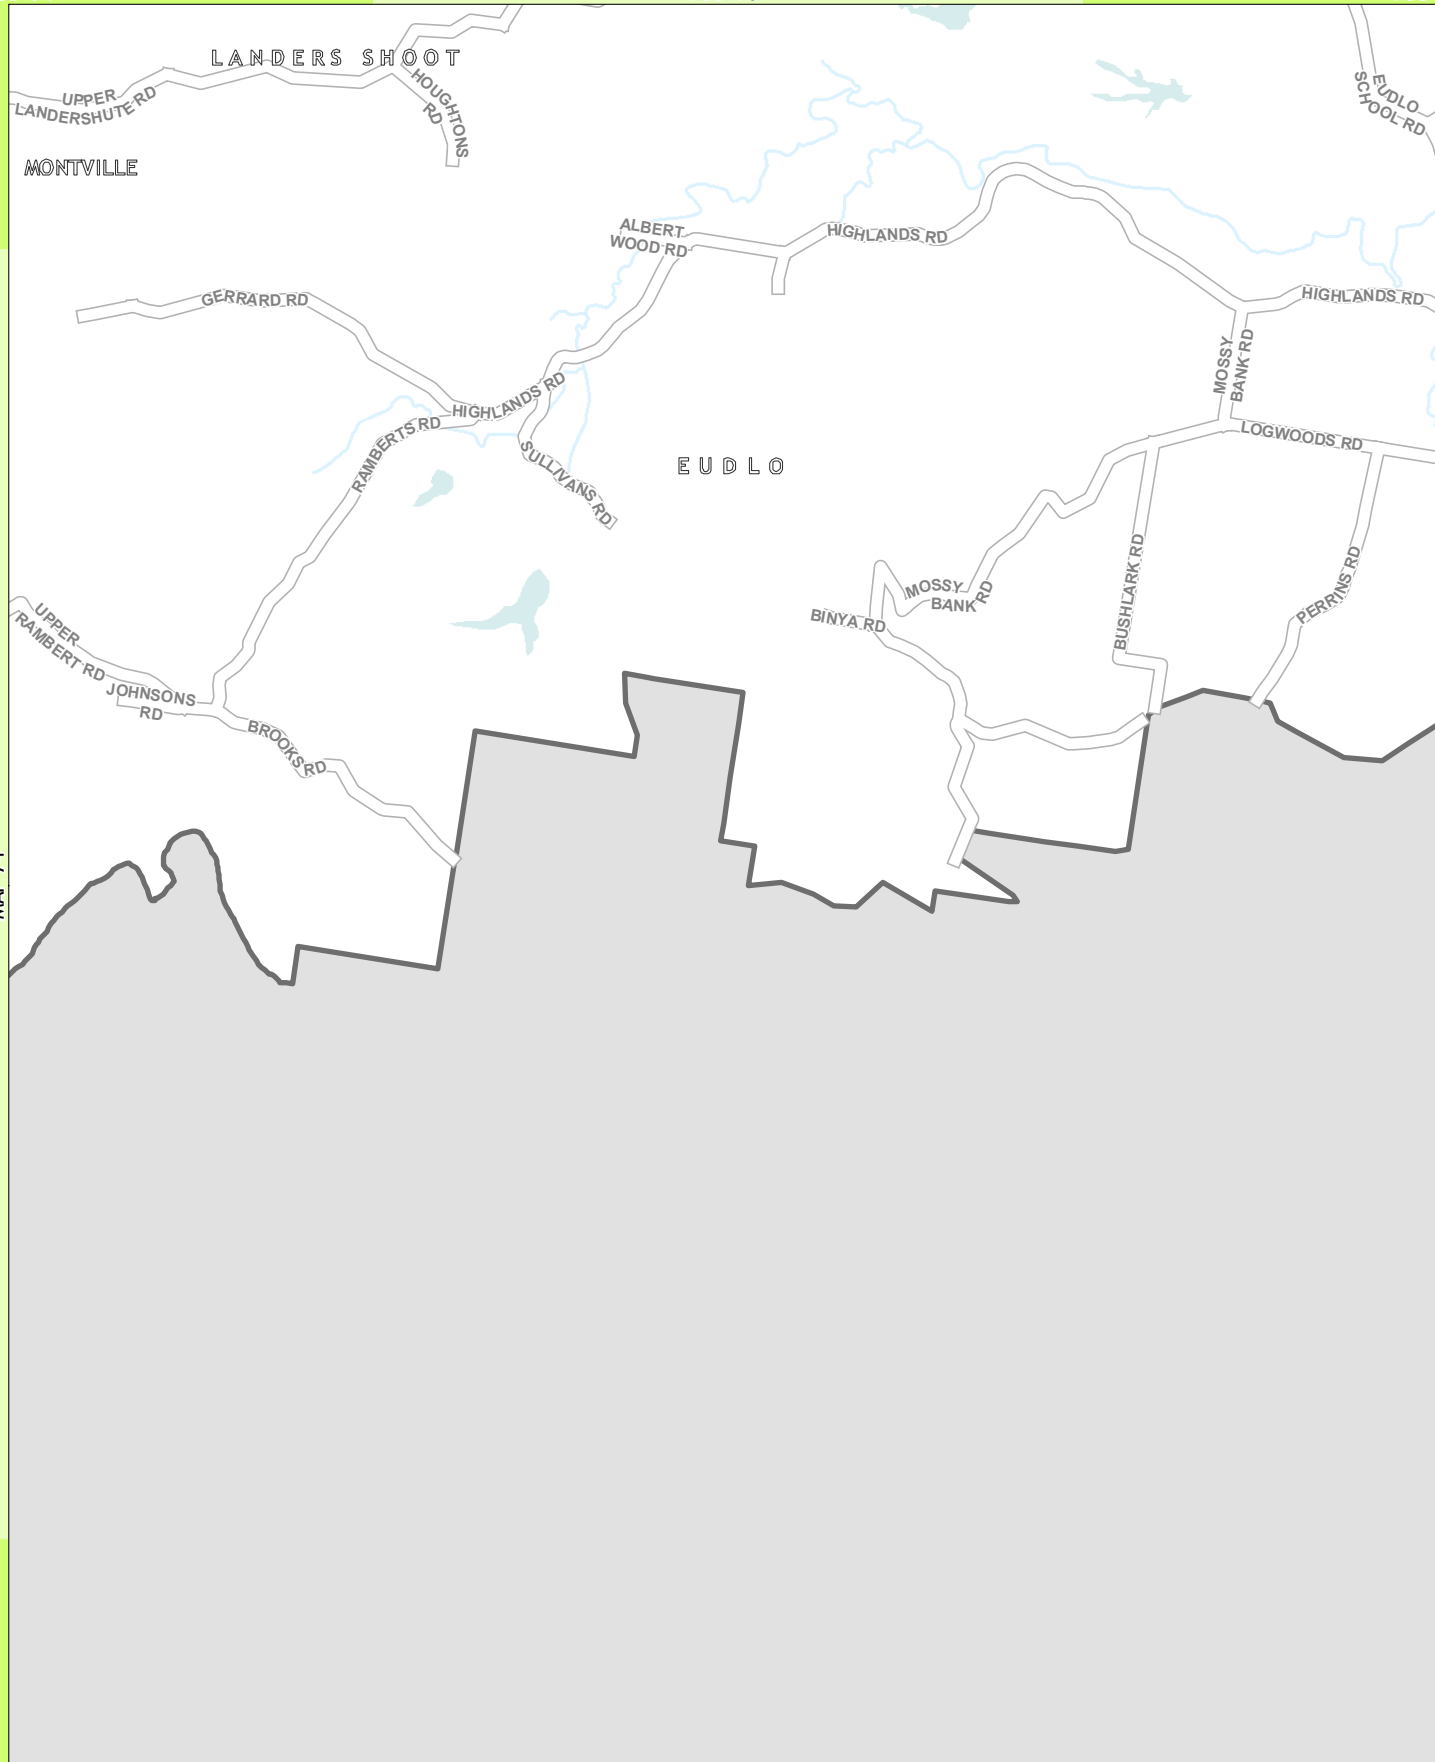 LANDERS SHOOT
UPPER
LANDERSHUTE RD
HOUGHTONS
RD
EUDLO
SCHOOL RD
MONTVILLE
ALBERT
WOOD RD
HIGHLANDS RD
GERRARD RD
HIGHLANDS RD
MOSSY
BANK RD
HIGHLANDS RD
RAMBERTS RD
SULLIVANS RD
EUDLO
LOGWOODS RD
MOSSY
BANK RD
BINYA RD
BUSHLARK RD
PERRINS RD
UPPER
RAMBERT RD
JOHNSONS
RD
BROOKS RD